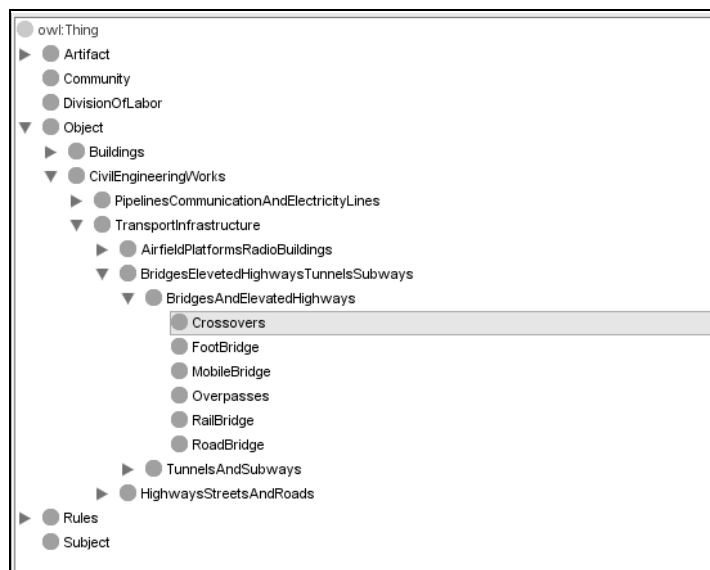 owl:Thing
Artifact
Community
DivisionOfLabor
Object
Buildings
CivilEngineeringWorks
PipelinesCommunicationAndElectricityLines
TransportInfrastructure
AirfieldPlatformsRadioBuildings
BridgesElevetedHighwaysTunnelsSubways
BridgesAndElevatedHighways
Crossovers
FootBridge
MobileBridge
Overpasses
RailBridge
RoadBridge
TunnelsAndSubways
HighwaysStreetsAndRoads
Rules
Subject